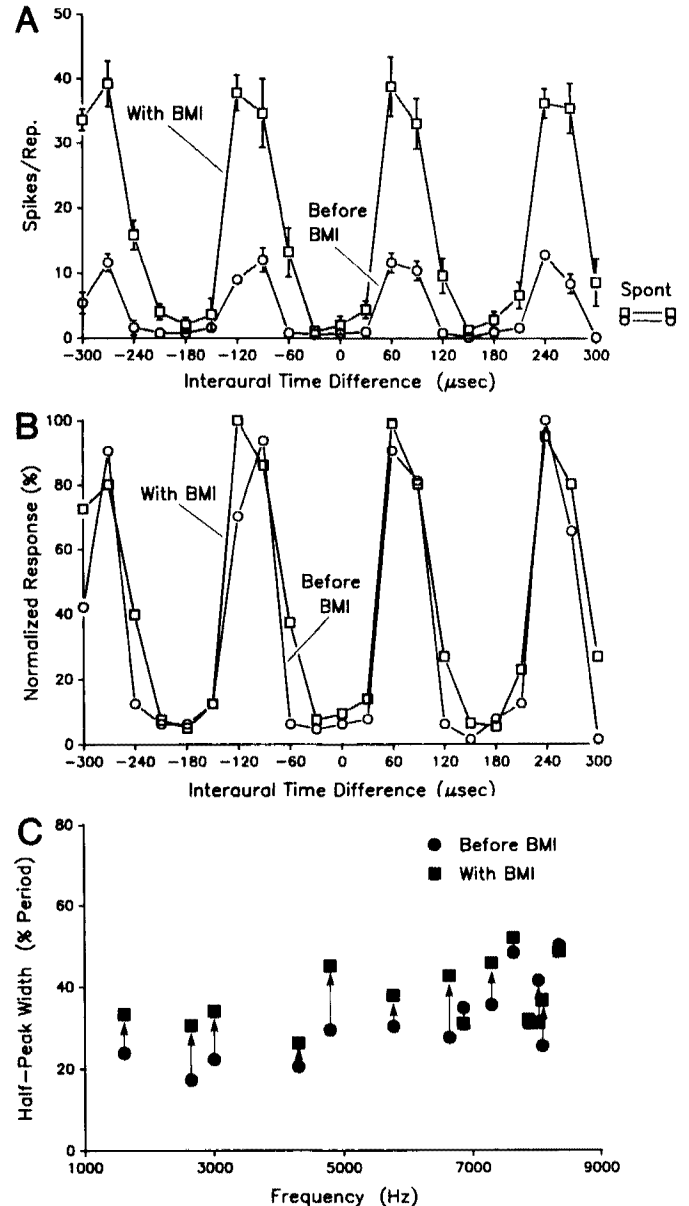 A
50
40
30
20
10
0
Spikes/Rep.
With BMI
Before
BMI
Spont
−300 −240 −180 −120 −60 0 60 120 180 240 300
Interaural Time Difference (μsec)
B
100
80
60
40
20
0
Normalized Response (%)
With BMI
Before
BMI
−300 −240 −180 −120 −60 0 60 120 180 240 300
Interaural Time Difference (μsec)
C
80
60
40
20
0
Half−Peak Width (% Period)
Before BMI
With BMI
1000 3000 5000 7000 9000
Frequency (Hz)